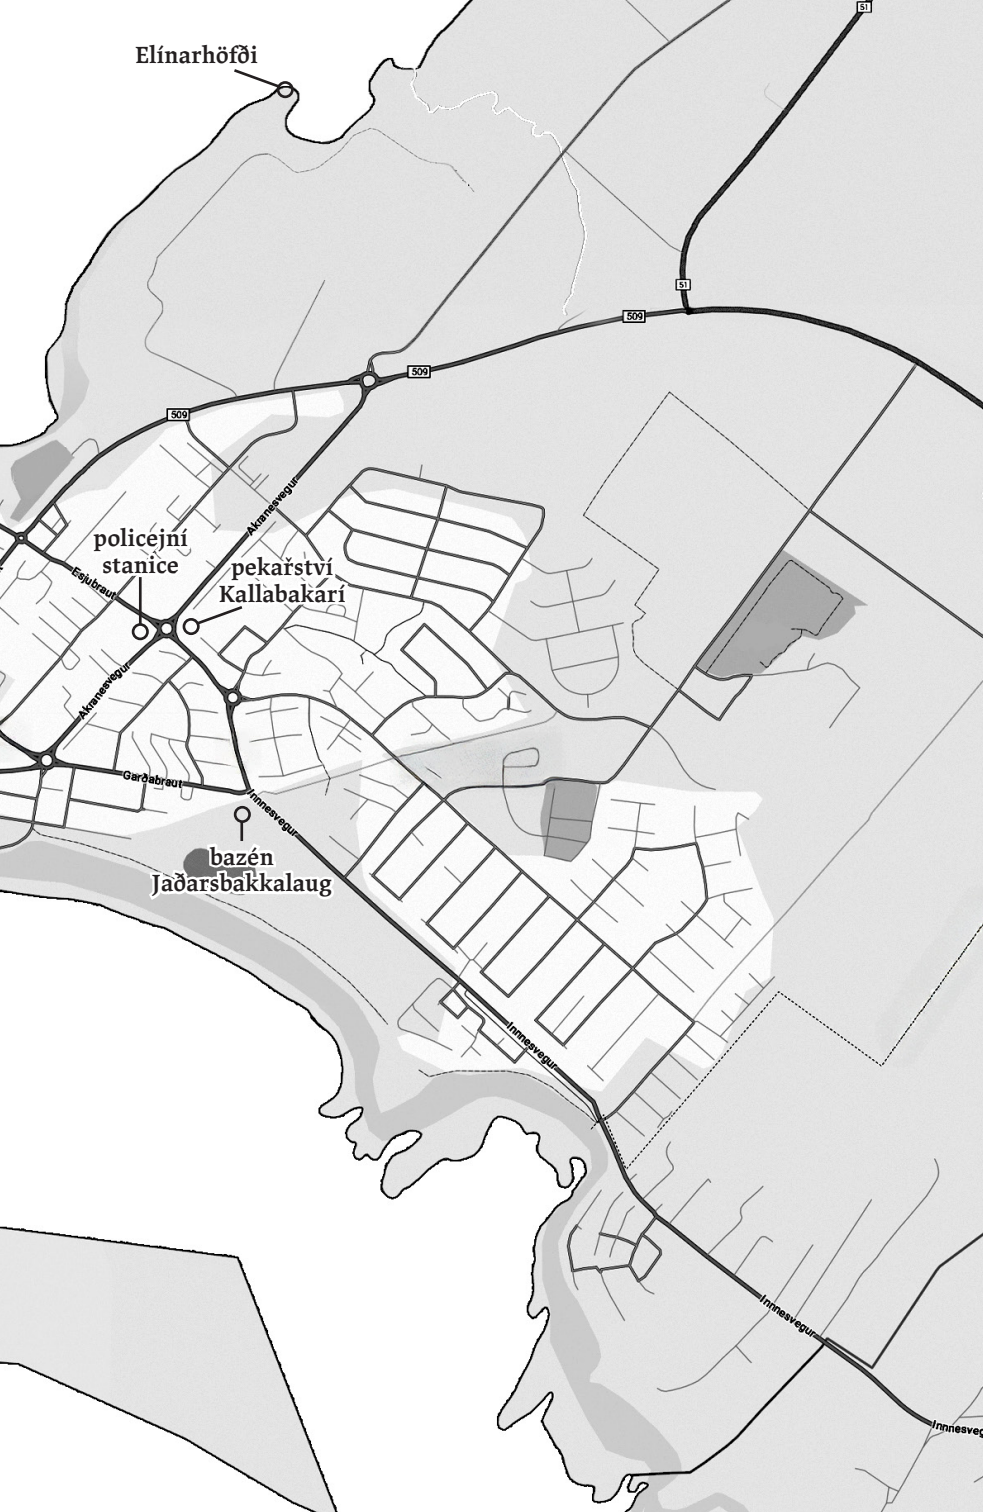 51
Elínarhöfði
51
509
509
509
Akranesvegur
policejní
stanice
pekařství
Kallabakarí
Esjubraut
Akranesvegur
Garðabraut
Innnesvegur
bazén
Jaðarsbakkalaug
Innnesvegur
Innnesvegur
Innnesveg